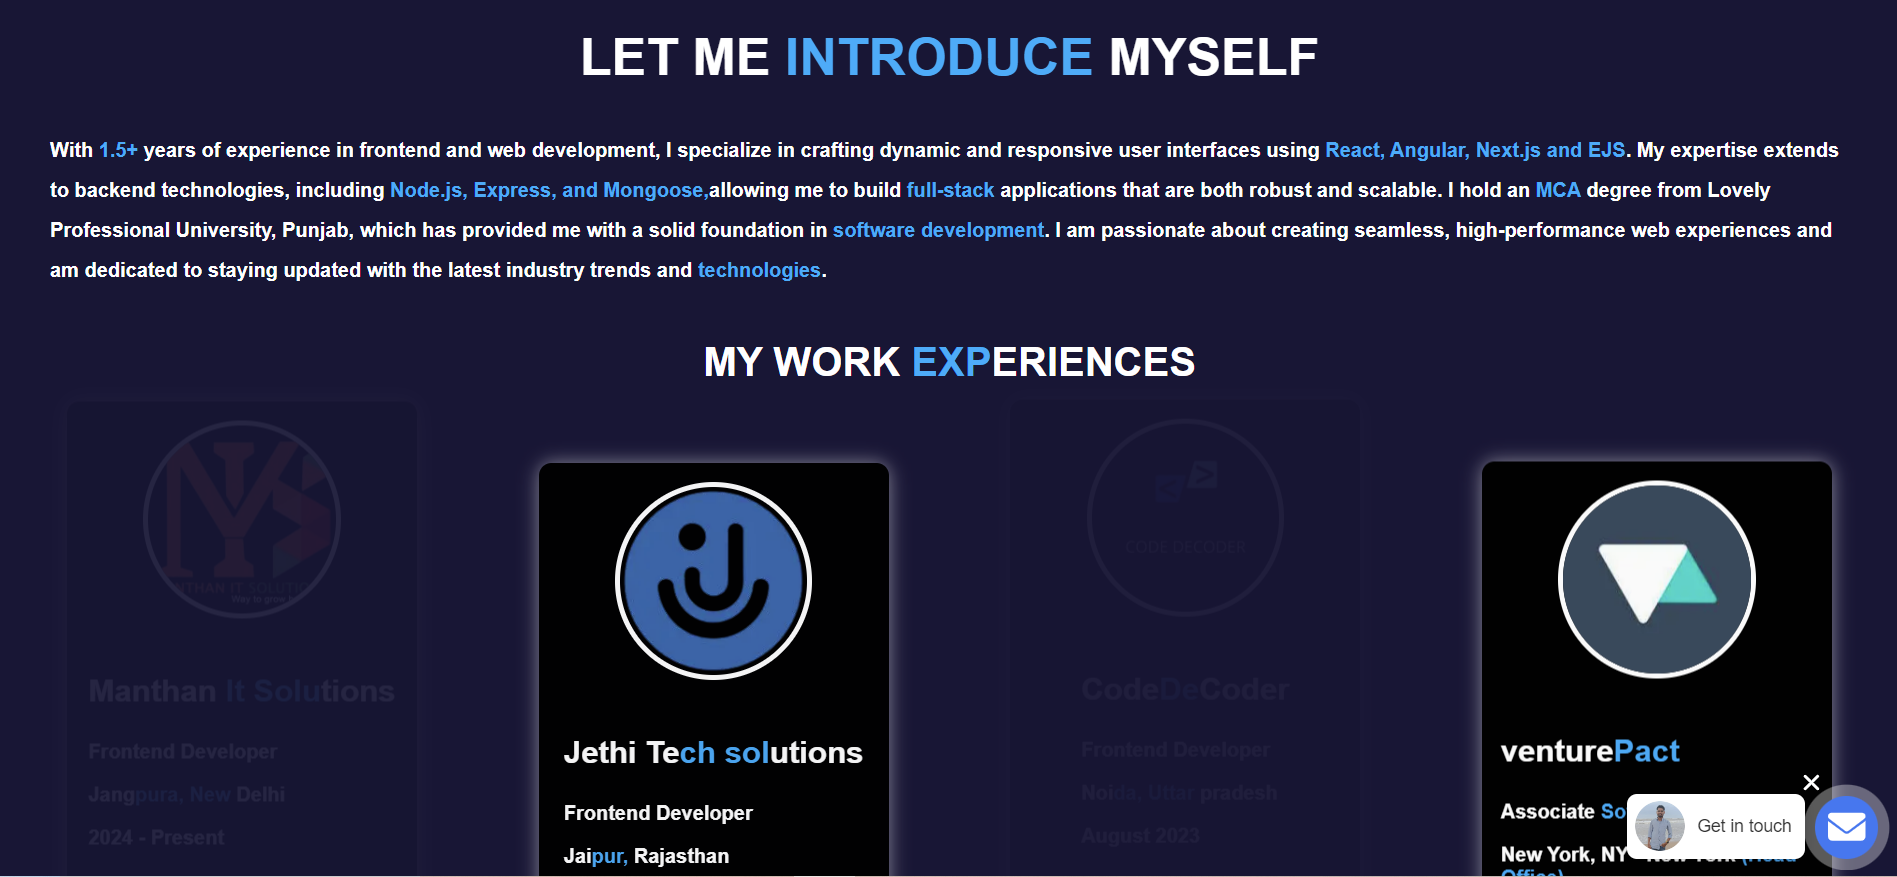 LET ME INTRODUCE MYSELF
With 1.5+ years of experience in frontend and web development, I specialize in crafting dynamic and responsive user interfaces using React, Angular, Next.js and EJS. My expertise extends
to backend technologies, including Node.js, Express, and Mongoose,allowing me to build full-stack applications that are both robust and scalable. I hold an MCA degree from Lovely
Professional University, Punjab, which has provided me with a solid foundation in software development. I am passionate about creating seamless, high-performance web experiences and
am dedicated to staying updated with the latest industry trends and technologies.
MY WORK EXPERIENCES
THAN IT SOLUTIO
Way to grow
Manthan It Solutions
Frontend Developer
Jangpura, New Delhi
2024 - Present
Jethi Tech solutions
Frontend Developer
Jaipur, Rajasthan
CODE DECODER
CodeDeCoder
Frontend Developer
Noida, Uttar pradesh
August 2023
venturePact
Associate So
New York, NY - New York (Head
Office)
Get in touch